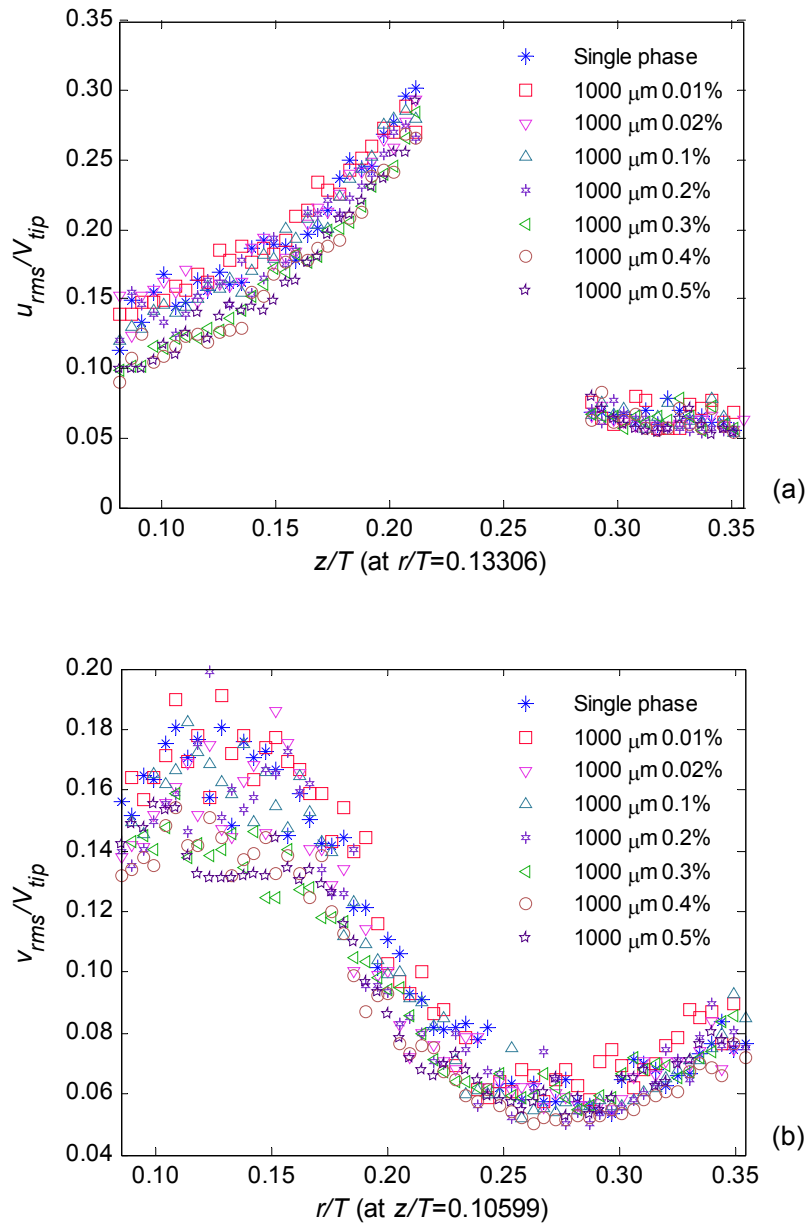 0.35
0.30
0.25
0.20
0.15
0.10
0.05
0
u_rms/V_tip
Single phase
1000 μm 0.01%
1000 μm 0.02%
1000 μm 0.1%
1000 μm 0.2%
1000 μm 0.3%
1000 μm 0.4%
1000 μm 0.5%
0.10 0.15 0.20 0.25 0.30 0.35
z/T (at r/T=0.13306)
(a)
0.20
0.18
0.16
0.14
0.12
0.10
0.08
0.06
0.04
v_rms/V_tip
Single phase
1000 μm 0.01%
1000 μm 0.02%
1000 μm 0.1%
1000 μm 0.2%
1000 μm 0.3%
1000 μm 0.4%
1000 μm 0.5%
0.10 0.15 0.20 0.25 0.30 0.35
r/T (at z/T=0.10599)
(b)